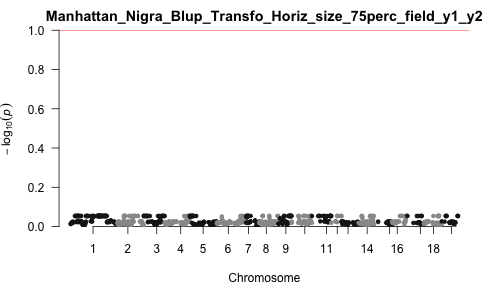 Manhattan_Nigra_Blup_Transfo_Horiz_size_75perc_field_y1_y2
1.0
0.8
0.6
0.4
0.2
0.0
− log10(p)
1 2 3 4 5 6 7 8 9 11 14 16 18
Chromosome